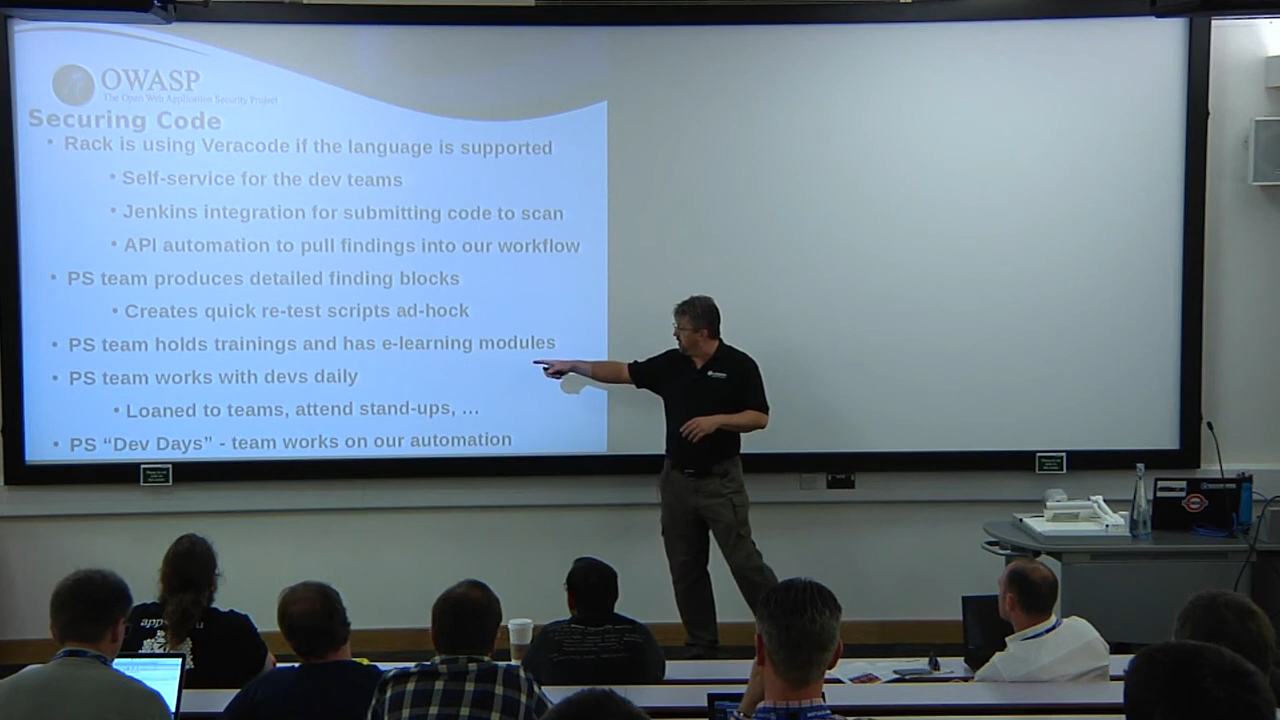 OWASP
The Open Web Application Security Project
Securing Code
• Rack is using Veracode if the language is supported
• Self-service for the dev teams
• Jenkins integration for submitting code to scan
• API automation to pull findings into our workflow
• PS team produces detailed finding blocks
• Creates quick re-test scripts ad-hock
• PS team holds trainings and has e-learning modules
• PS team works with devs daily
• Loaned to teams, attend stand-ups, …
• PS “Dev Days” - team works on our automation